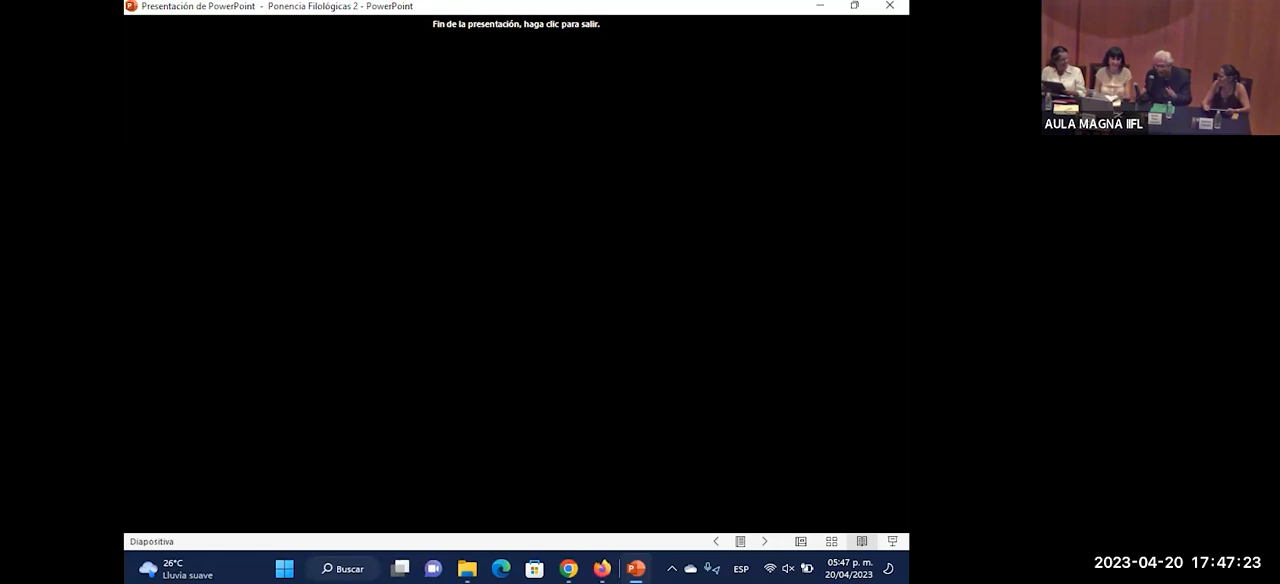 Presentación de PowerPoint - Ponencia Filológicas 2 - PowerPoint
Fin de la presentación, haga clic para salir.
AULA MAGNA IIFL
Diapositiva
26°C
Lluvia suave
Buscar
ESP
05:47 p. m.
20/04/2023
2023-04-20 17:47:23